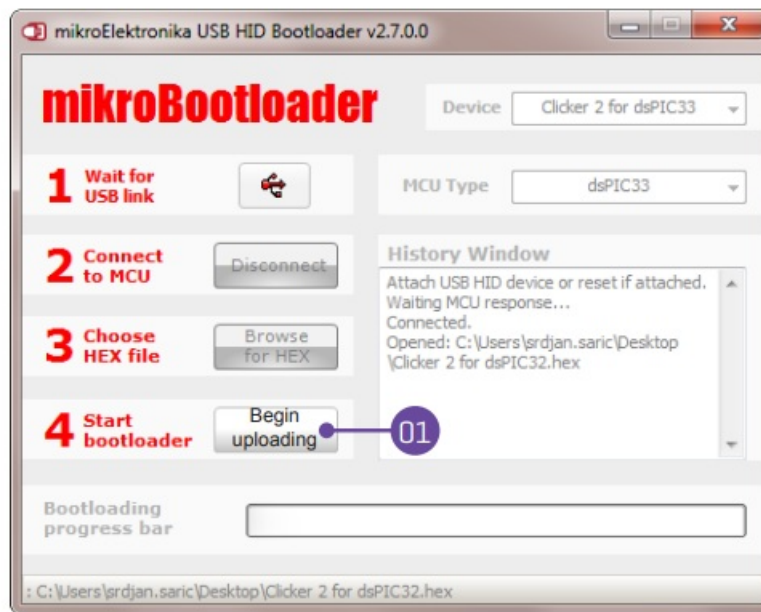 mikroElektronika USB HID Bootloader v2.7.0.0
mikroBootloader
Device
Clicker 2 for dsPIC33
1 Wait for
USB link
MCU Type
dsPIC33
2 Connect
to MCU
Disconnect
History Window
Attach USB HID device or reset if attached.
Waiting MCU response...
Connected.
Opened: C:\Users\srdjan.saric\Desktop
\Clicker 2 for dsPIC32.hex
3 Choose
HEX file
Browse
for HEX
4 Start
bootloader
Begin
uploading
01
Bootloading
progress bar
: C:\Users\srdjan.saric\Desktop\Clicker 2 for dsPIC32.hex